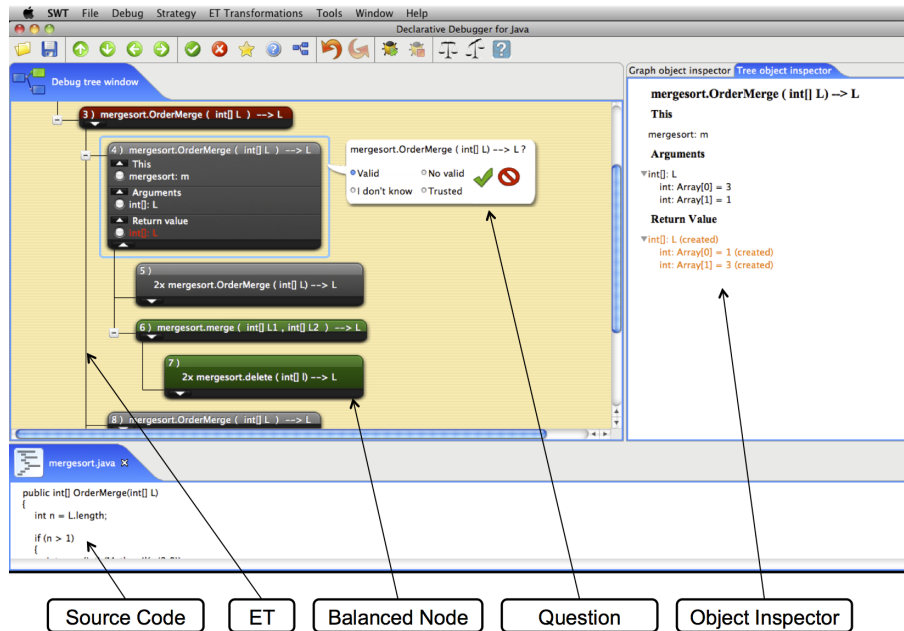 SWT File Debug Strategy ET Transformations Tools Window Help
Declarative Debugger for Java
Debug tree window
3 ) mergesort.OrderMerge ( int[] L ) --> L
4 ) mergesort.OrderMerge ( int[] L ) --> L
This
mergesort: m
Arguments
int[]: L
Return value
int[]: L
mergesort.OrderMerge ( int[] L) --> L ?
Valid No valid
I don't know Trusted
5 )
2x mergesort.OrderMerge ( int[] L) --> L
6 ) mergesort.merge ( int[] L1 , int[] L2 ) --> L
7 )
2x mergesort.delete ( int[] l) --> L
8 ) mergesort.OrderMerge ( int[] L ) --> L
Graph object inspector Tree object inspector
mergesort.OrderMerge ( int[] L) --> L
This
mergesort: m
Arguments
int[]: L
int: Array[0] = 3
int: Array[1] = 1
Return Value
int[]: L (created)
int: Array[0] = 1 (created)
int: Array[1] = 3 (created)
mergesort.java
public int[] OrderMerge(int[] L)
{
int n = L.length;
if (n > 1)
{
Source Code
ET
Balanced Node
Question
Object Inspector